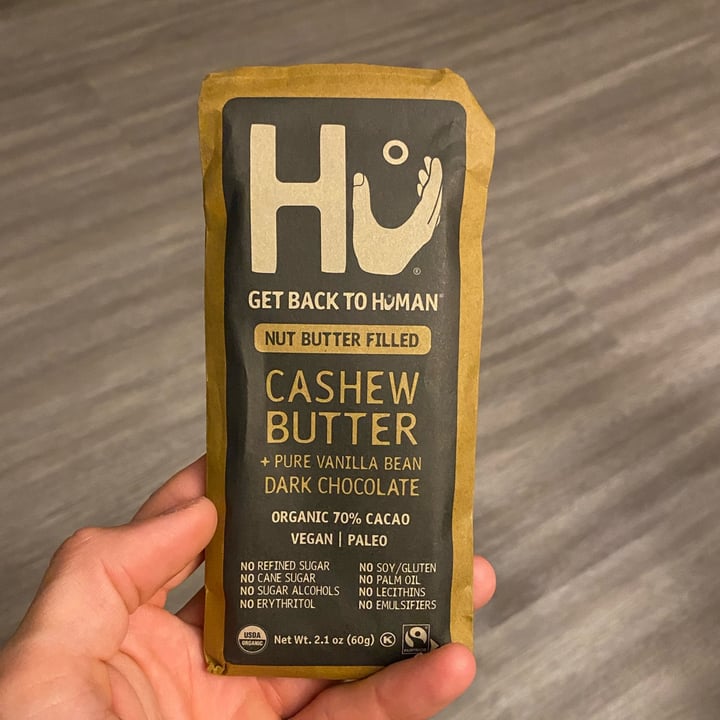 Hu
®
GET BACK TO HUMAN
NUT BUTTER FILLED
CASHEW
BUTTER
+ PURE VANILLA BEAN
DARK CHOCOLATE
ORGANIC 70% CACAO
VEGAN | PALEO
NO REFINED SUGAR
NO CANE SUGAR
NO SUGAR ALCOHOLS
NO ERYTHRITOL
NO SOY/GLUTEN
NO PALM OIL
NO LECITHINS
NO EMULSIFIERS
USDA
ORGANIC
Net Wt. 2.1 oz (60g) K